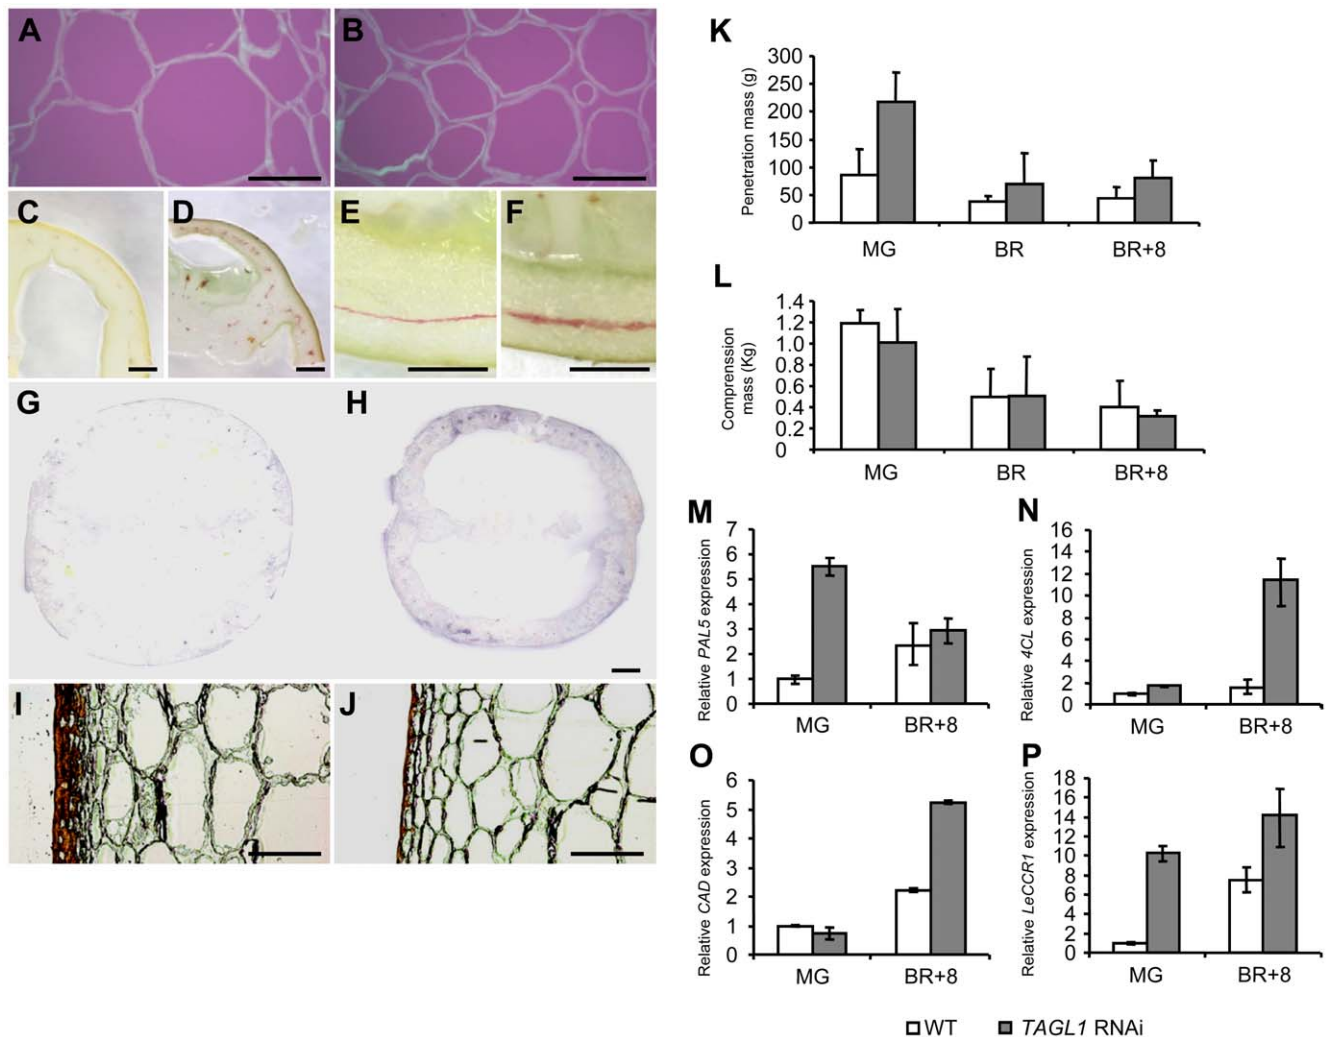 A
B
C
D
E
F
G
H
I
J
K
Penetration mass (g)
300
250
200
150
100
50
0
MG BR BR+8
L
Comprenssion
mass (Kg)
1.4
1.2
1.0
0.8
0.6
0.4
0.2
0
MG BR BR+8
M
Relative PAL5 expression
7
6
5
4
3
2
1
0
MG BR+8
N
Relative 4CL expression
16
14
12
10
8
6
4
2
0
MG BR+8
O
Relative CAD expression
6
5
4
3
2
1
0
MG BR+8
P
Relative LeCCR1 expression
18
16
14
12
10
8
6
4
2
0
MG BR+8
WT TAGL1 RNAi